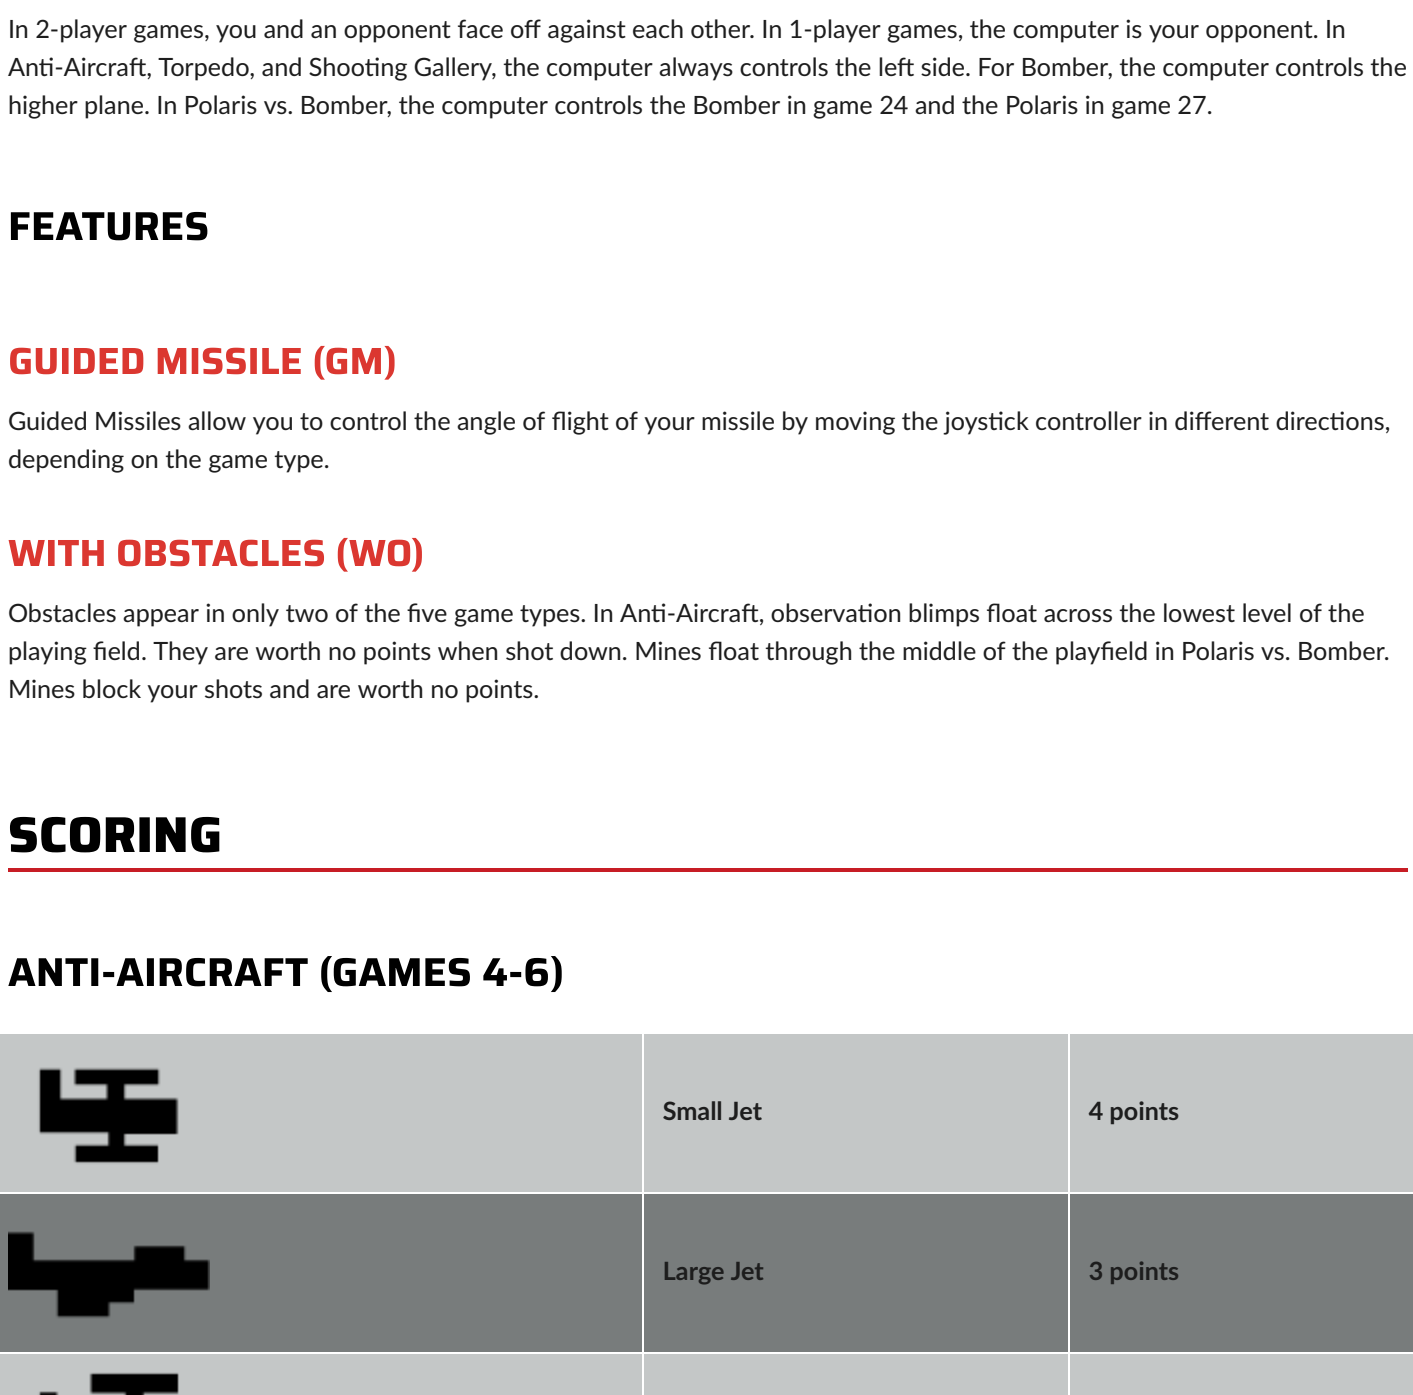 In 2-player games, you and an opponent face off against each other. In 1-player games, the computer is your opponent. In
Anti-Aircraft, Torpedo, and Shooting Gallery, the computer always controls the left side. For Bomber, the computer controls the
higher plane. In Polaris vs. Bomber, the computer controls the Bomber in game 24 and the Polaris in game 27.
FEATURES
GUIDED MISSILE (GM)
Guided Missiles allow you to control the angle of flight of your missile by moving the joystick controller in different directions,
depending on the game type.
WITH OBSTACLES (WO)
Obstacles appear in only two of the five game types. In Anti-Aircraft, observation blimps float across the lowest level of the
playing field. They are worth no points when shot down. Mines float through the middle of the playfield in Polaris vs. Bomber.
Mines block your shots and are worth no points.
SCORING
ANTI-AIRCRAFT (GAMES 4-6)
Small Jet 4 points
Large Jet 3 points